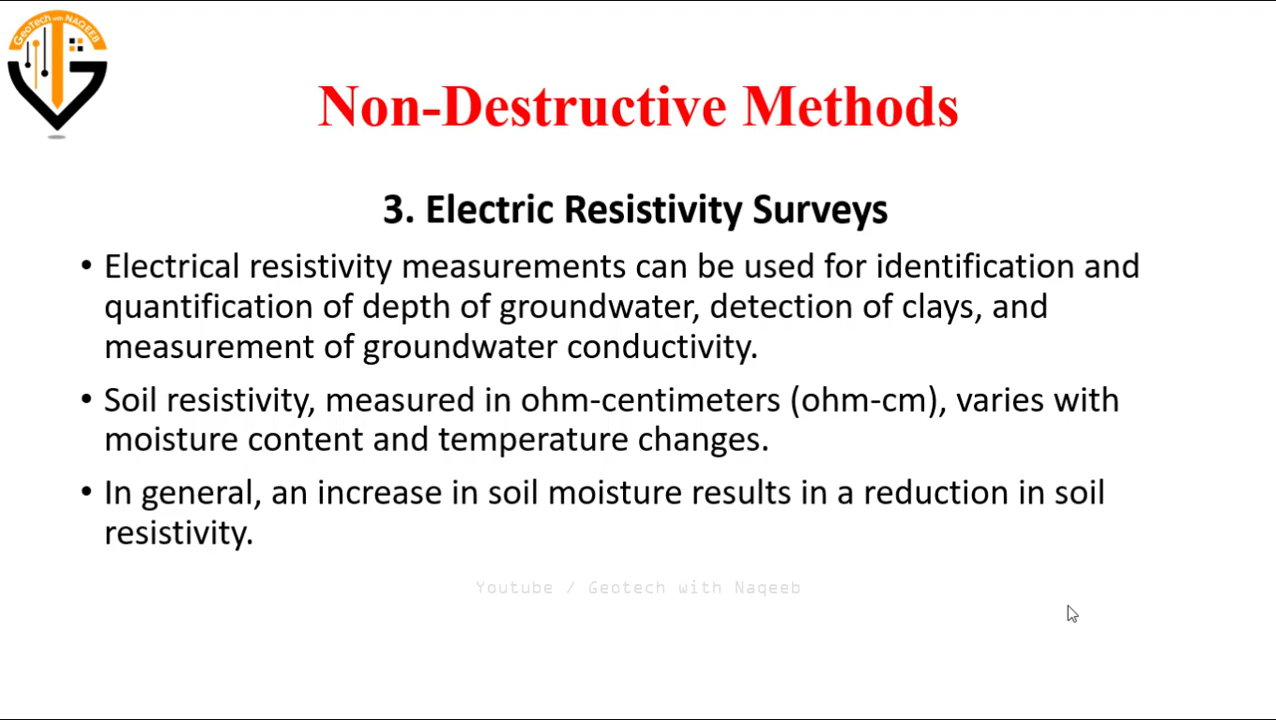 GeoTech with NAQEEB
Non-Destructive Methods
3. Electric Resistivity Surveys
• Electrical resistivity measurements can be used for identification and
quantification of depth of groundwater, detection of clays, and
measurement of groundwater conductivity.
• Soil resistivity, measured in ohm-centimeters (ohm-cm), varies with
moisture content and temperature changes.
• In general, an increase in soil moisture results in a reduction in soil
resistivity.
Youtube / Geotech with Naqeeb